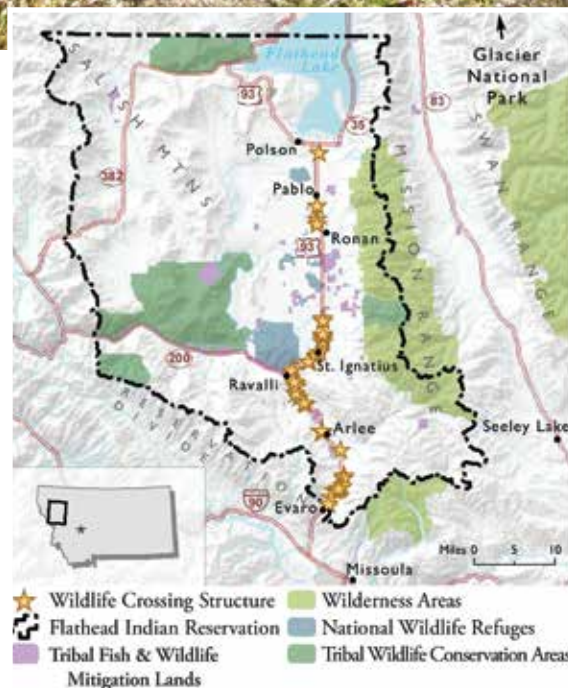 Glacier
National
Park
Flathead
Lake
SALISH MTNS
93
35
83
SWAN RANGE
Polson
382
Pablo
MISSION RANGE
Ronan
93
200
St. Ignatius
Ravalli
RESERVATION
DIVIDE
Arlee
Seeley Lake
90
Evaro
Miles 0 5 10
Missoula
Wildlife Crossing Structure
Wilderness Areas
Flathead Indian Reservation
National Wildlife Refuges
Tribal Fish & Wildlife
Mitigation Lands
Tribal Wildlife Conservation Areas